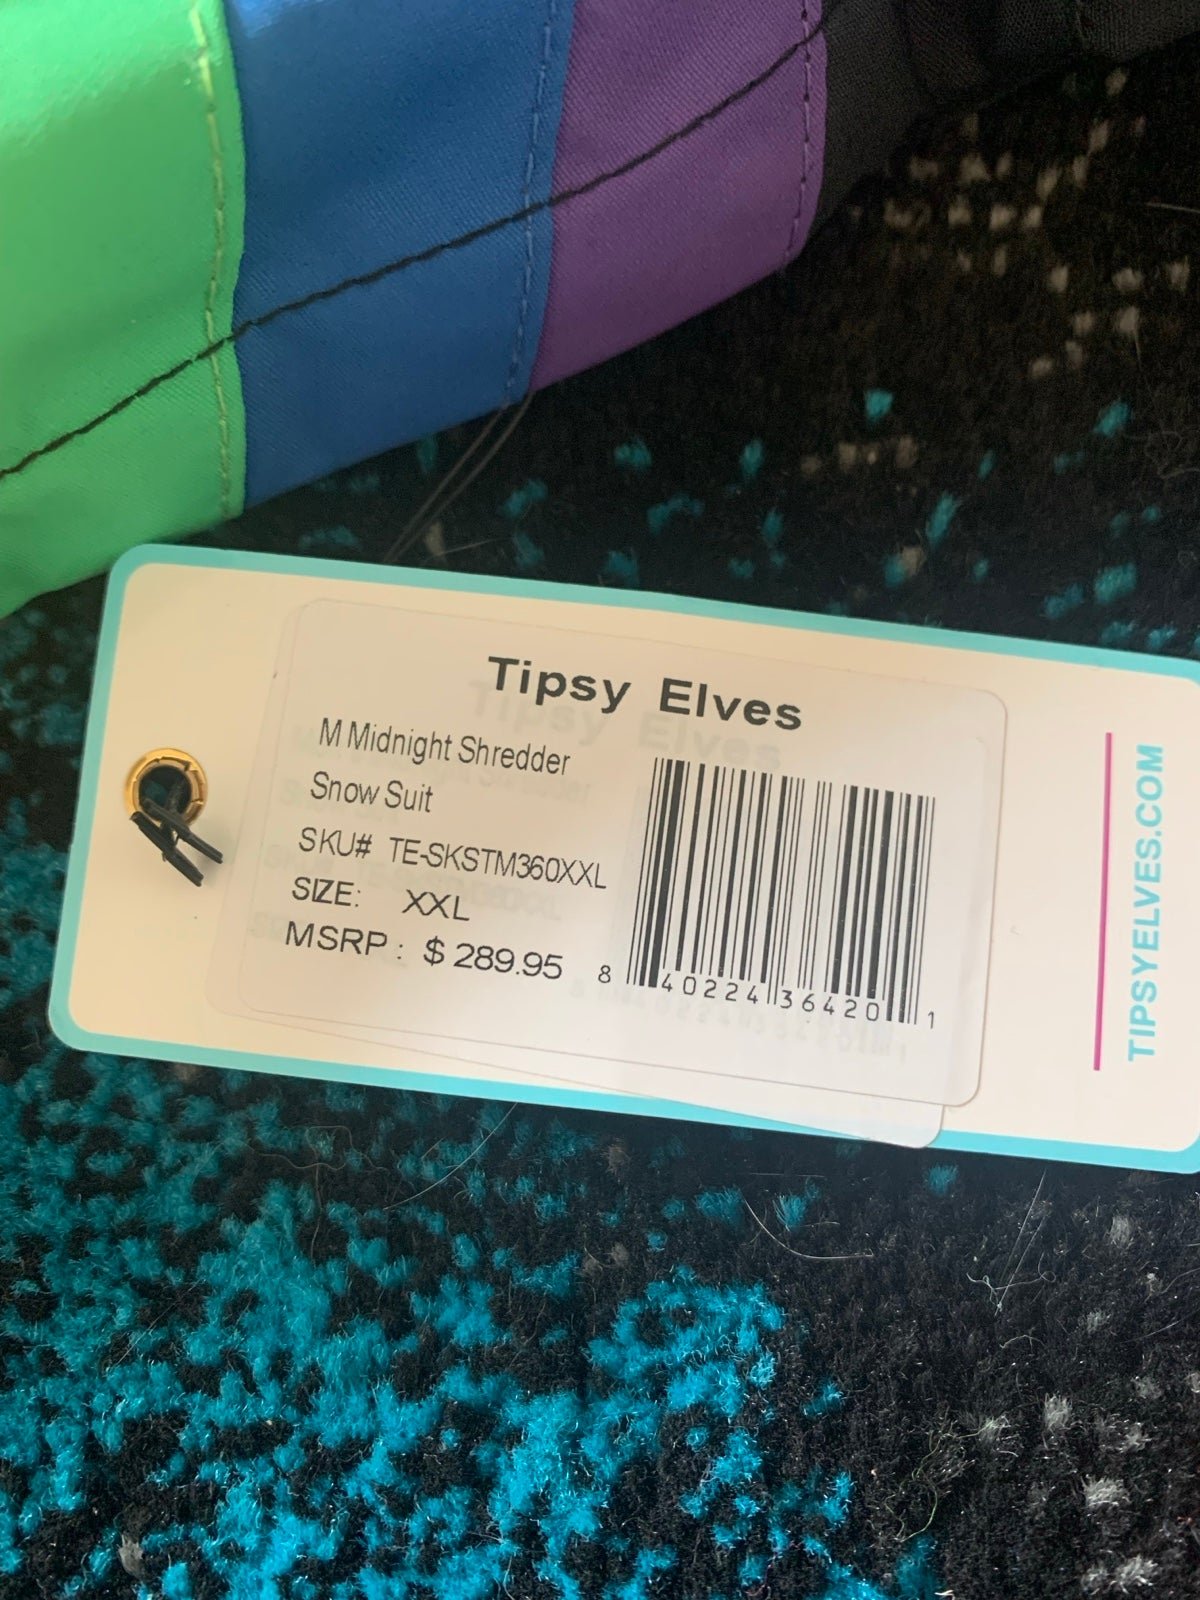 Tipsy Elves
M Midnight Shredder
Snow Suit
SKU# TE-SKSTM360XXL
SIZE: XXL
MSRP: $ 289.95
8 40224 36420 1
TIPSYELVES.COM